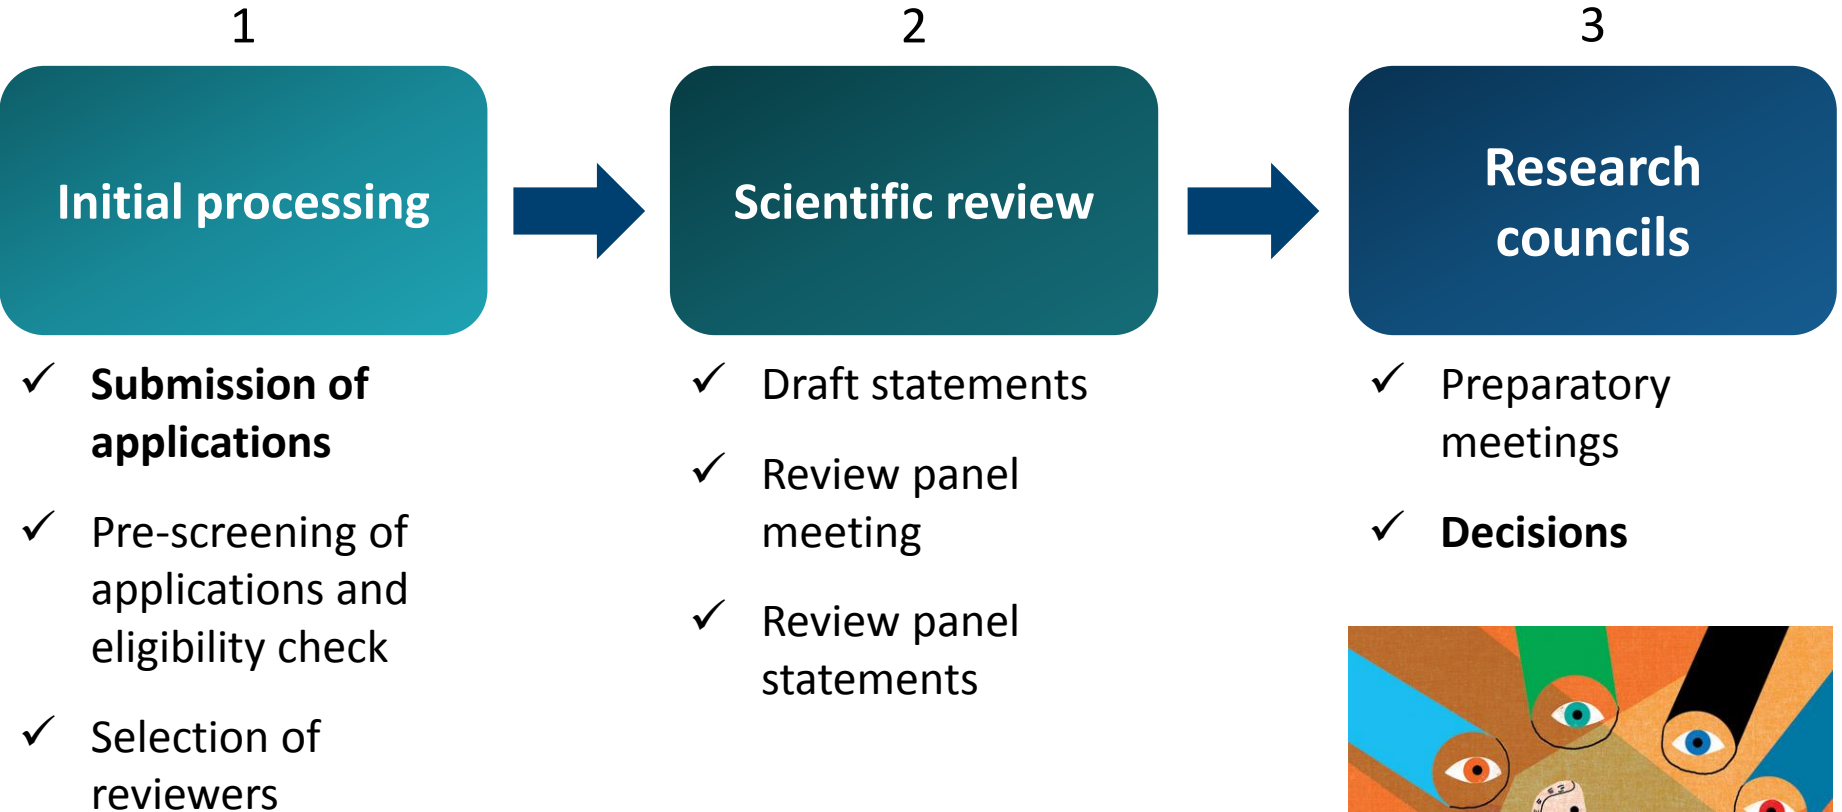 1
Initial processing
✓ Submission of
applications
✓ Pre-screening of
applications and
eligibility check
✓ Selection of
reviewers
2
Scientific review
✓ Draft statements
✓ Review panel
meeting
✓ Review panel
statements
3
Research
councils
✓ Preparatory
meetings
✓ Decisions